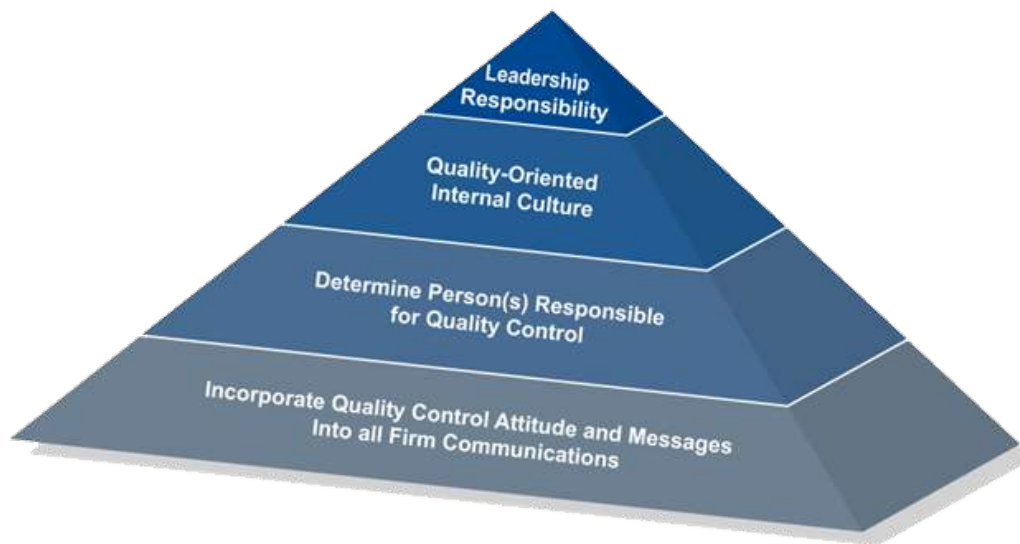 Leadership
Responsibility
Quality-Oriented
Internal Culture
Determine Person(s) Responsible
for Quality Control
Incorporate Quality Control Attitude and Messages
Into all Firm Communications